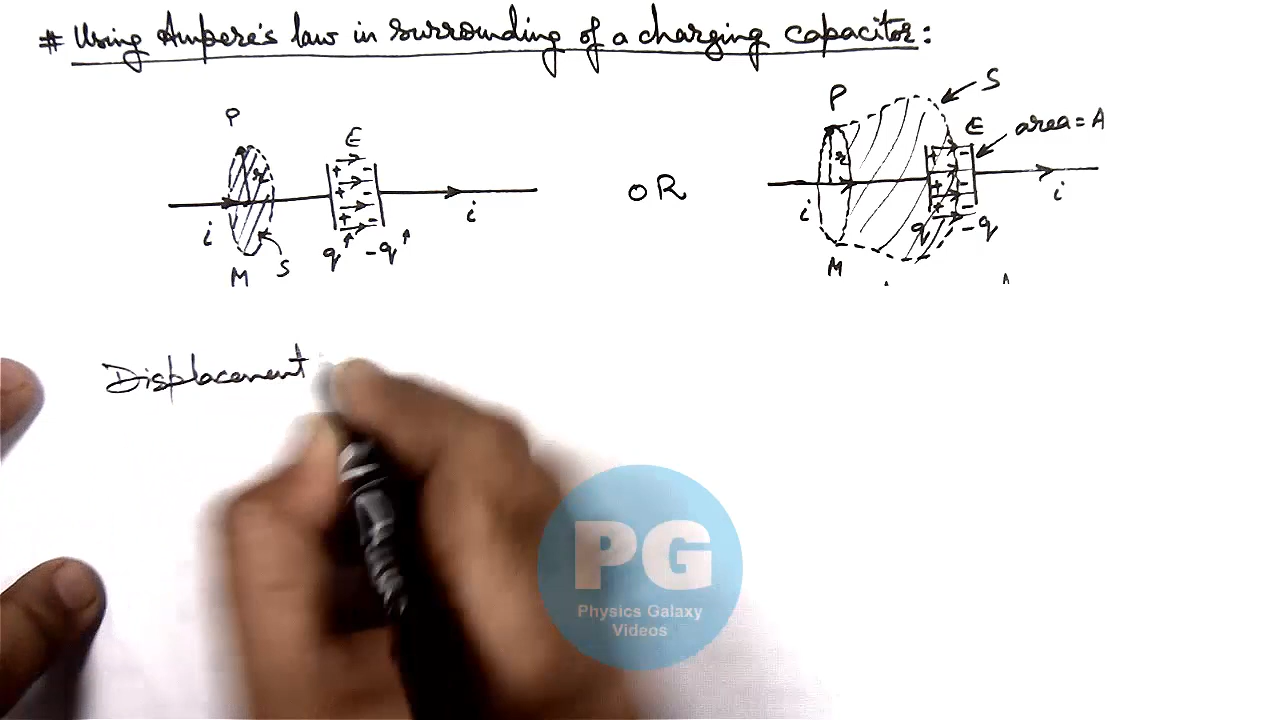 # Using Ampere's law in surrounding of a charging capacitor:
P
E
r
+ -
+ -
+ -
+ -
i
i
q -q
M
S
OR
P
S
E
area = A
r
+ -
+ -
+ -
i
i
q -q
M
Displacement
PG
Physics Galaxy
Videos